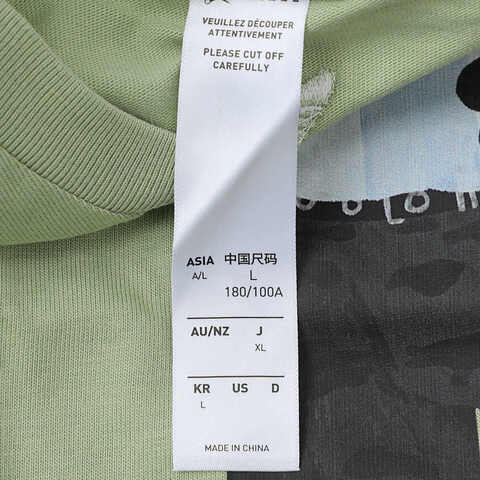 VEUILLEZ DÉCOUPER
ATTENTIVEMENT
PLEASE CUT OFF
CAREFULLY
ASIA 中国尺码
A/L L
180/100A
AU/NZ J
XL
KR US D
L
MADE IN CHINA